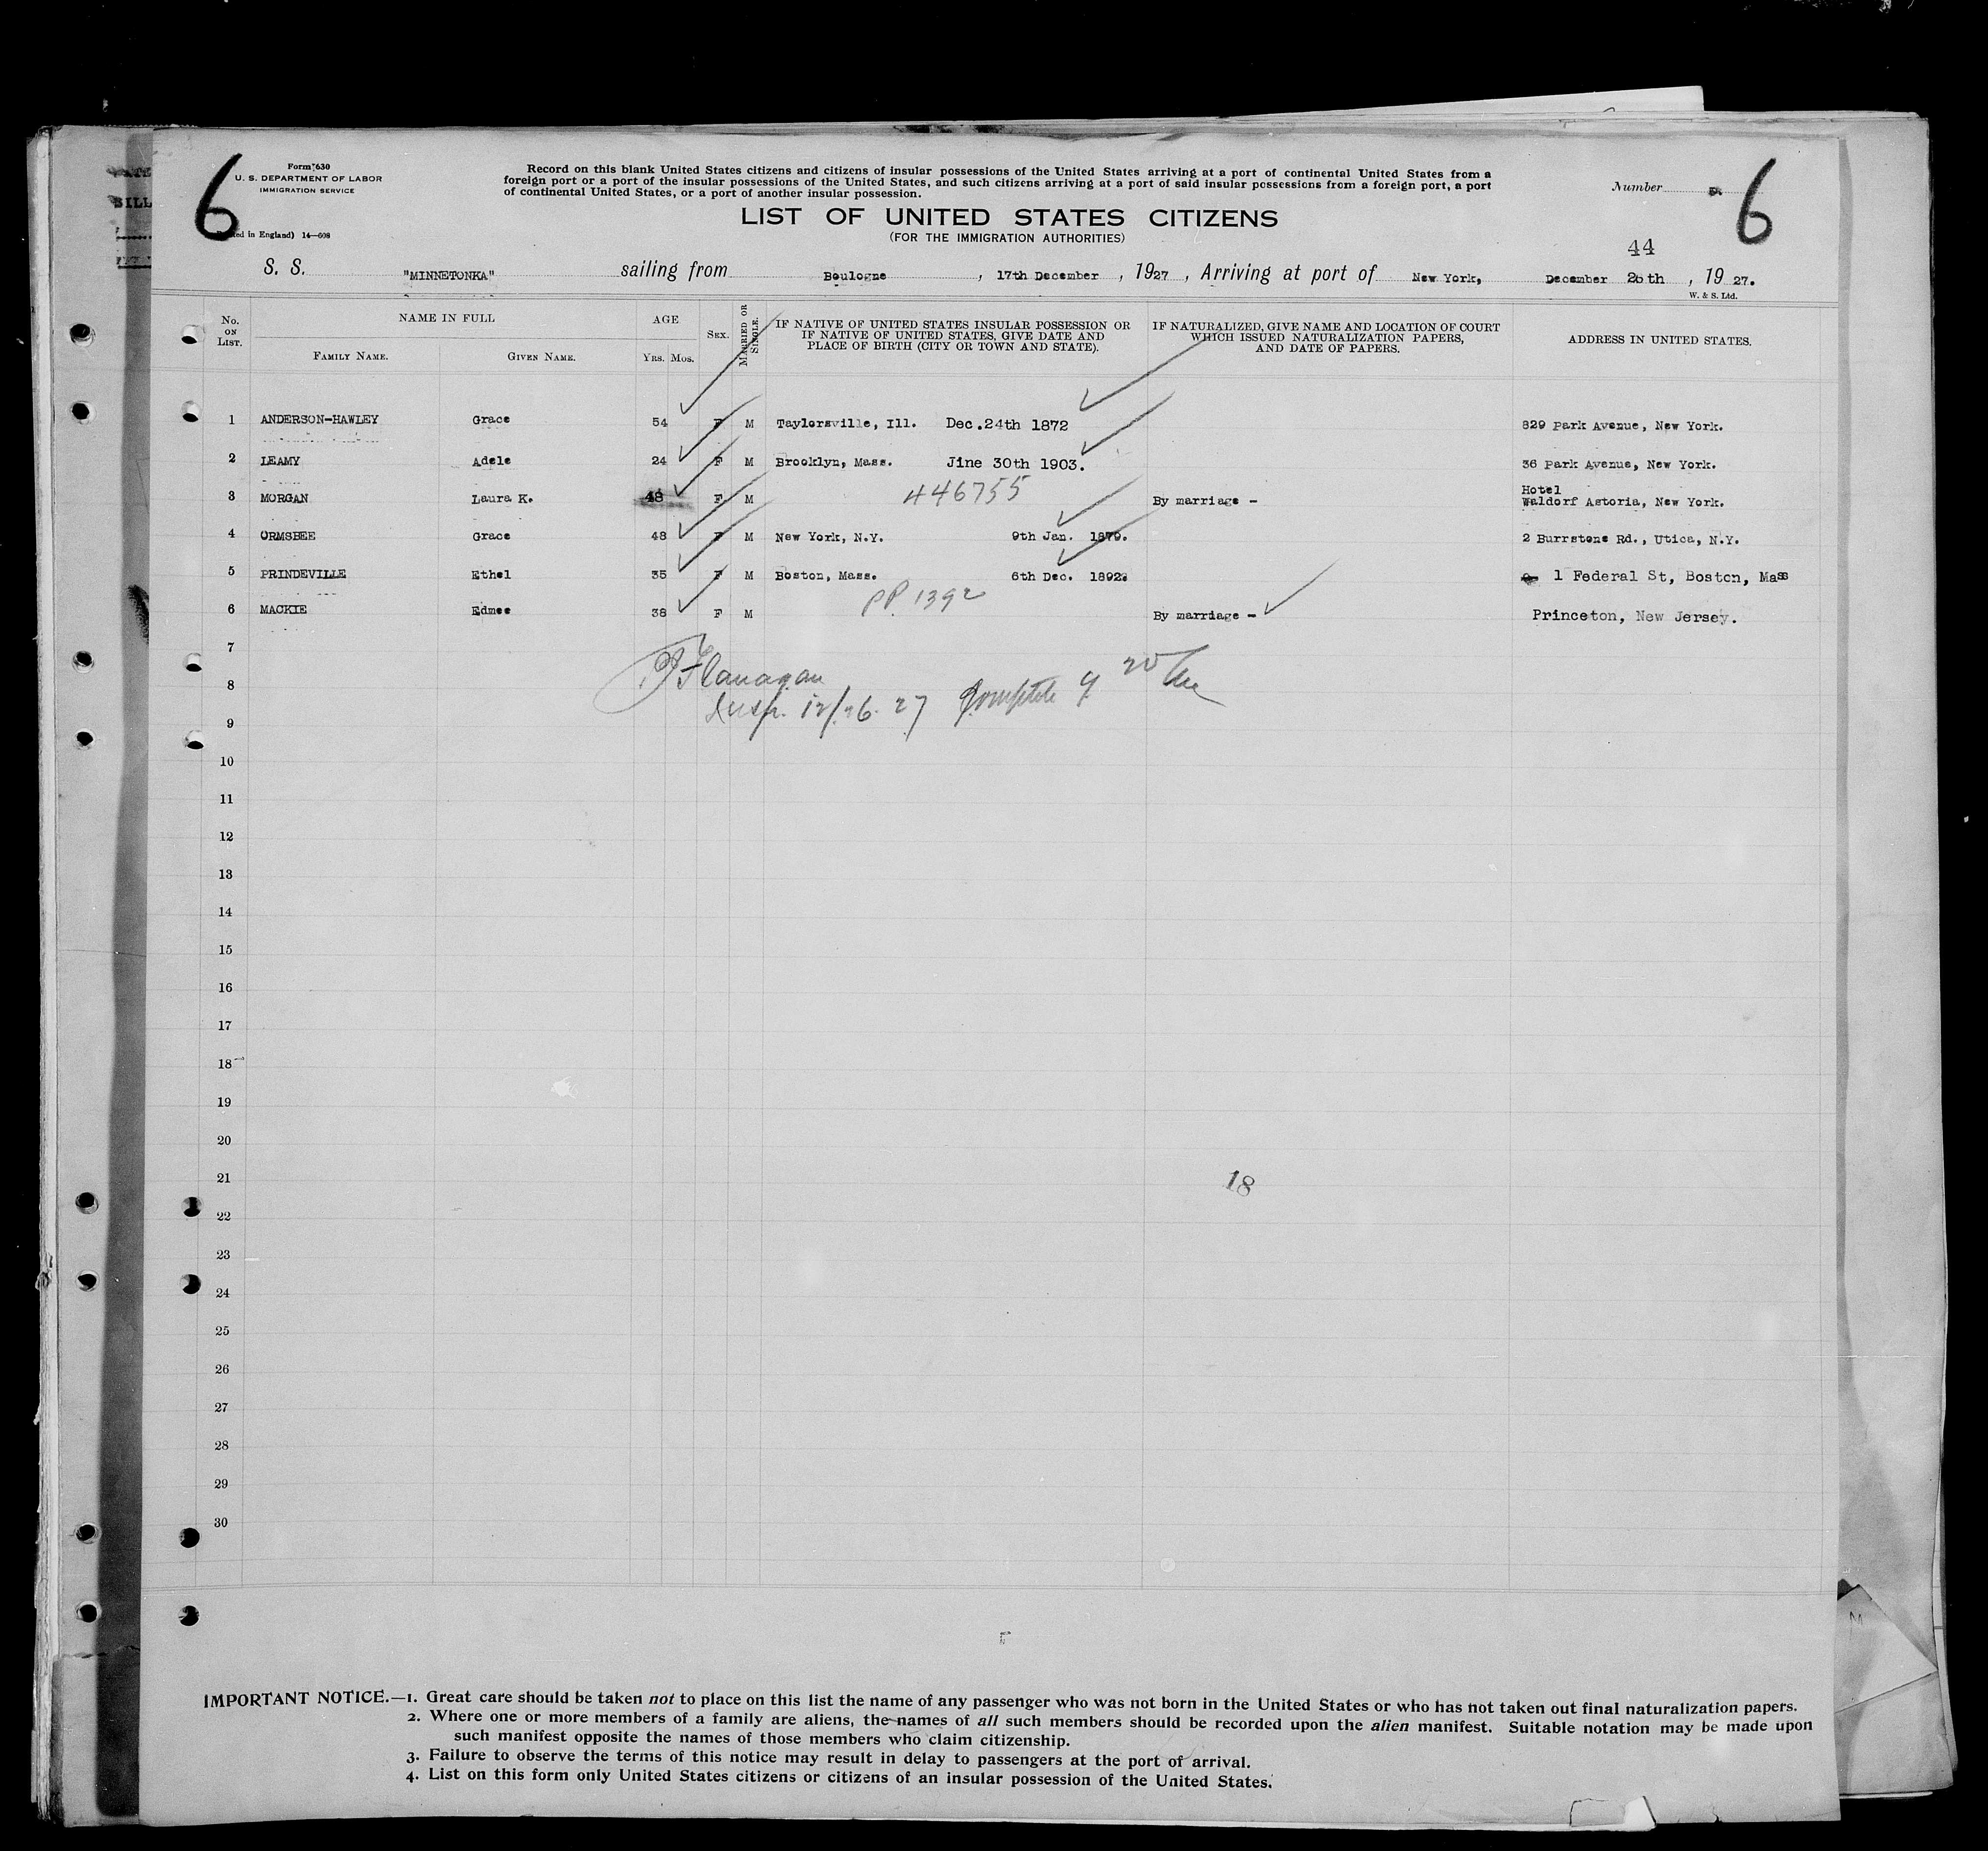 6
Form 630
U. S. DEPARTMENT OF LABOR
IMMIGRATION SERVICE
ed in England) 14—608
Record on this blank United States citizens and citizens of insular possessions of the United States arriving at a port of continental United States from a
foreign port or a port of the insular possessions of the United States, and such citizens arriving at a port of said insular possessions from a foreign port, a port
of continental United States, or a port of another insular possession.
Number
6
LIST OF UNITED STATES CITIZENS
(FOR THE IMMIGRATION AUTHORITIES)
44
S. S. "MINNETONKA" sailing from Boulogne, 17th December, 1927, Arriving at port of New York, December 26th, 1927.
W. & S. Ltd.
No. ON LIST.
NAME IN FULL
FAMILY NAME. GIVEN NAME.
AGE
YRS. MOS.
SEX.
MARRIED OR SINGLE.
IF NATIVE OF UNITED STATES INSULAR POSSESSION OR
IF NATIVE OF UNITED STATES, GIVE DATE AND
PLACE OF BIRTH (CITY OR TOWN AND STATE).
IF NATURALIZED, GIVE NAME AND LOCATION OF COURT
WHICH ISSUED NATURALIZATION PAPERS,
AND DATE OF PAPERS.
ADDRESS IN UNITED STATES.
1 ANDERSON-HAWLEY Grace 54 F M Taylorsville, Ill. Dec.24th 1872 829 Park Avenue, New York.
2 LEAMY Adele 24 F M Brooklyn, Mass. Jine 30th 1903. 36 Park Avenue, New York.
3 MORGAN Laura K. 48 F M 446755 By marriage - Hotel
Waldorf Astoria, New York.
4 ORMSBEE Grace 48 F M New York, N.Y. 9th Jan. 1879. 2 Burrstone Rd., Utica, N.Y.
5 PRINDEVILLE Ethel 35 F M Boston, Mass. 6th Dec. 1892. 1 Federal St, Boston, Mass
6 MACKIE Edmee 38 F M PP. 1392 By marriage - Princeton, New Jersey.
7
Flanagan
8
Insp. 12/26.27 Complete 9
9
10
11
12
13
14
15
16
17
18
19
20
21
18
22
23
24
25
26
27
28
29
30
IMPORTANT NOTICE.—1. Great care should be taken not to place on this list the name of any passenger who was not born in the United States or who has not taken out final naturalization papers.
2. Where one or more members of a family are aliens, the names of all such members should be recorded upon the alien manifest. Suitable notation may be made upon
such manifest opposite the names of those members who claim citizenship.
3. Failure to observe the terms of this notice may result in delay to passengers at the port of arrival.
4. List on this form only United States citizens or citizens of an insular possession of the United States.